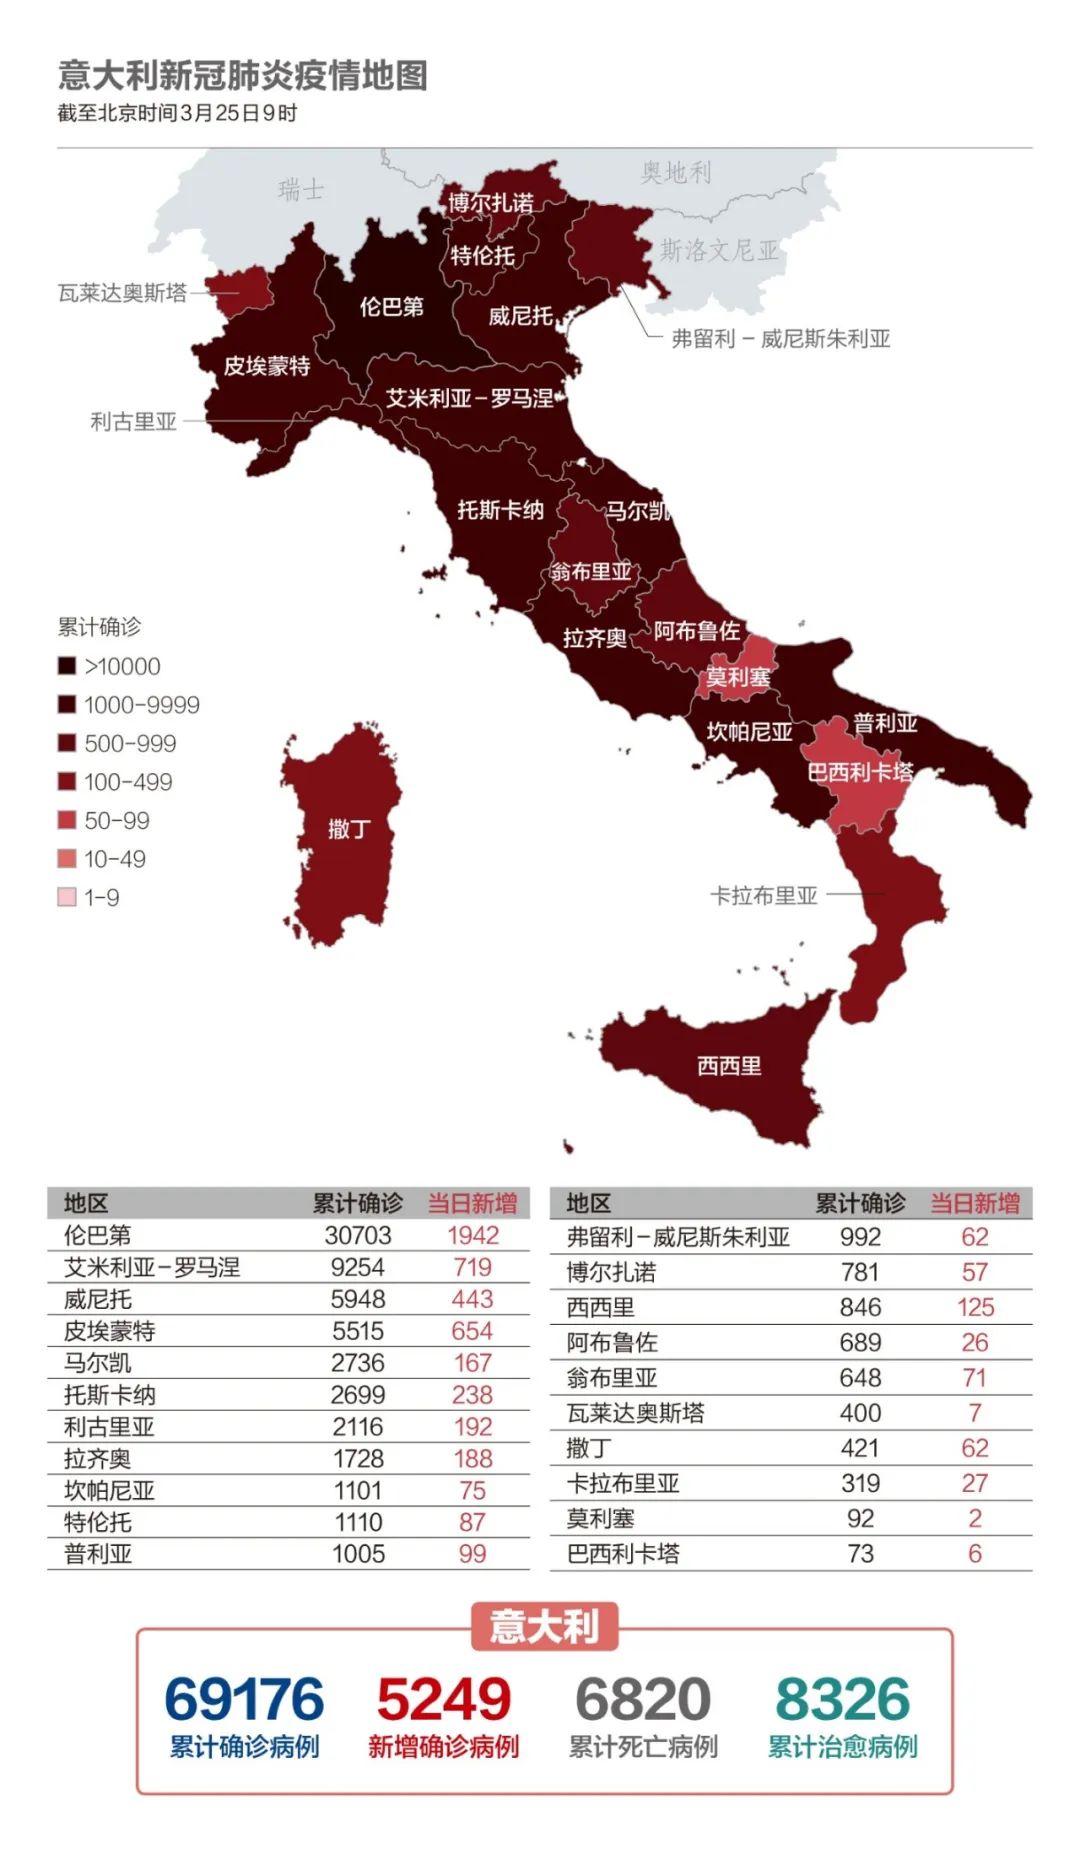 意大利新冠肺炎疫情地图
截至北京时间3月25日9时
瑞士
奥地利
博尔扎诺
特伦托
斯洛文尼亚
瓦莱达奥斯塔
伦巴第
威尼托
弗留利－威尼斯朱利亚
皮埃蒙特
艾米利亚－罗马涅
利古里亚
托斯卡纳
马尔凯
翁布里亚
拉齐奥
阿布鲁佐
莫利塞
坎帕尼亚
普利亚
巴西利卡塔
撒丁
卡拉布里亚
西西里
累计确诊
>10000
1000-9999
500-999
100-499
50-99
10-49
1-9
地区 累计确诊 当日新增
伦巴第 30703 1942
艾米利亚－罗马涅 9254 719
威尼托 5948 443
皮埃蒙特 5515 654
马尔凯 2736 167
托斯卡纳 2699 238
利古里亚 2116 192
拉齐奥 1728 188
坎帕尼亚 1101 75
特伦托 1110 87
普利亚 1005 99
地区 累计确诊 当日新增
弗留利－威尼斯朱利亚 992 62
博尔扎诺 781 57
西西里 846 125
阿布鲁佐 689 26
翁布里亚 648 71
瓦莱达奥斯塔 400 7
撒丁 421 62
卡拉布里亚 319 27
莫利塞 92 2
巴西利卡塔 73 6
意大利
69176 5249 6820 8326
累计确诊病例 新增确诊病例 累计死亡病例 累计治愈病例